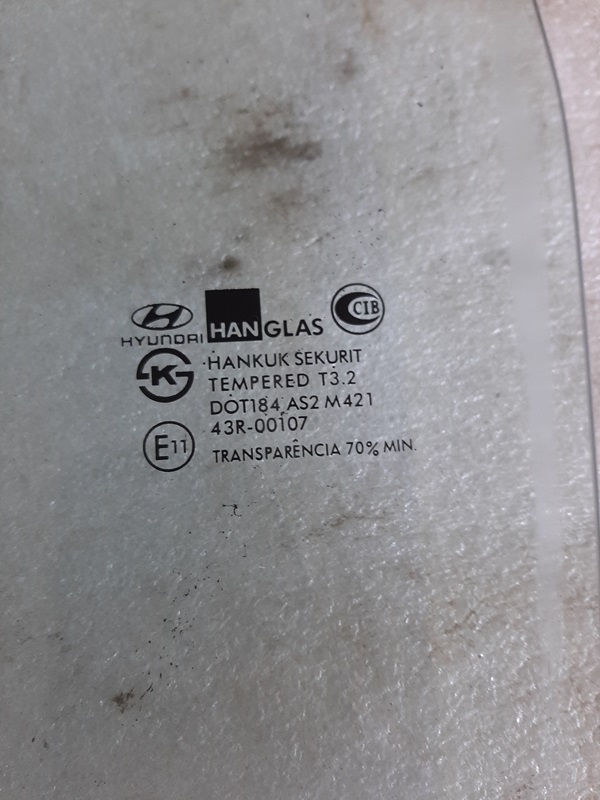 HYUNDAI
HANGLAS
CIB
HANKUK SEKURIT
TEMPERED T3.2
DOT184 AS2 M421
43R-00107
E11
TRANSPARÊNCIA 70% MIN.